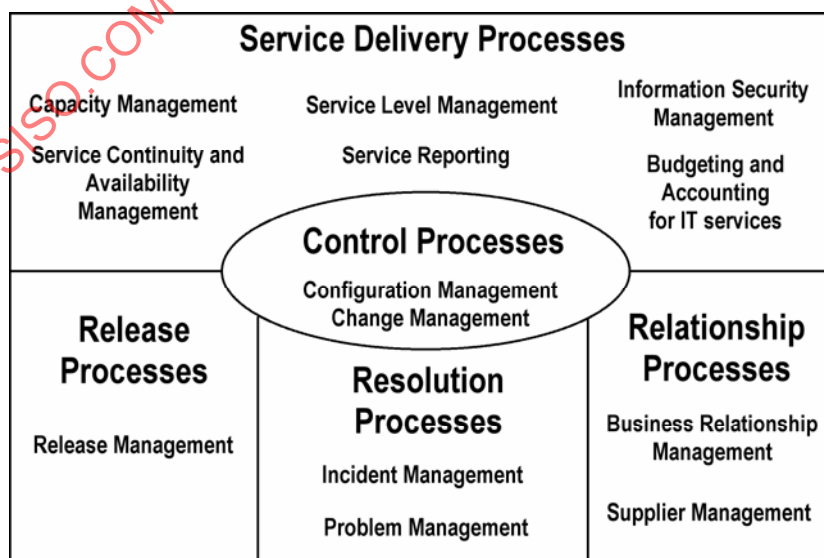 Service Delivery Processes
Capacity Management
Service Continuity and
Availability
Management
Service Level Management
Service Reporting
Information Security
Management
Budgeting and
Accounting
for IT services
Control Processes
Configuration Management
Change Management
Release
Processes
Release Management
Resolution
Processes
Incident Management
Problem Management
Relationship
Processes
Business Relationship
Management
Supplier Management
SISO.COM